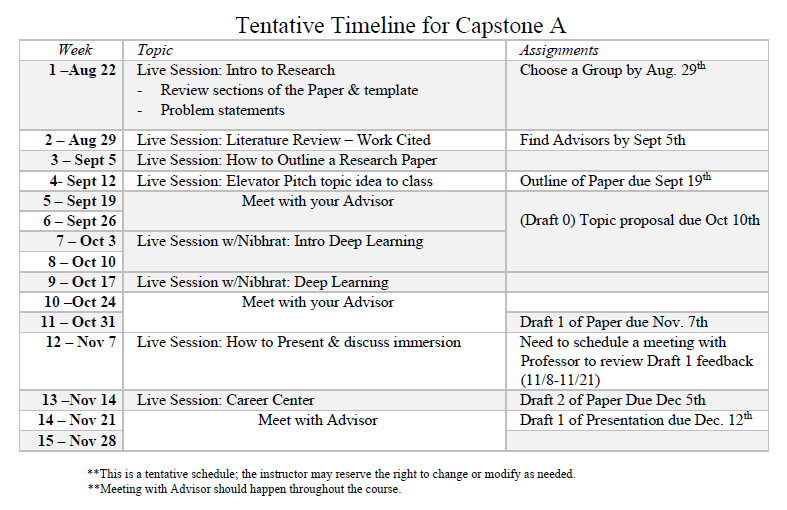 Tentative Timeline for Capstone A
Week Topic Assignments
1 –Aug 22 Live Session: Intro to Research Choose a Group by Aug. 29th
- Review sections of the Paper & template
- Problem statements
2 – Aug 29 Live Session: Literature Review – Work Cited Find Advisors by Sept 5th
3 – Sept 5 Live Session: How to Outline a Research Paper
4- Sept 12 Live Session: Elevator Pitch topic idea to class Outline of Paper due Sept 19th
5 – Sept 19 Meet with your Advisor
6 – Sept 26 (Draft 0) Topic proposal due Oct 10th
7 – Oct 3 Live Session w/Nibhrat: Intro Deep Learning
8 – Oct 10
9 – Oct 17 Live Session w/Nibhrat: Deep Learning
10 –Oct 24 Meet with your Advisor
11 – Oct 31 Draft 1 of Paper due Nov. 7th
12 – Nov 7 Live Session: How to Present & discuss immersion Need to schedule a meeting with
Professor to review Draft 1 feedback
(11/8-11/21)
13 –Nov 14 Live Session: Career Center Draft 2 of Paper Due Dec 5th
14 – Nov 21 Meet with Advisor Draft 1 of Presentation due Dec. 12th
15 – Nov 28
**This is a tentative schedule; the instructor may reserve the right to change or modify as needed.
**Meeting with Advisor should happen throughout the course.